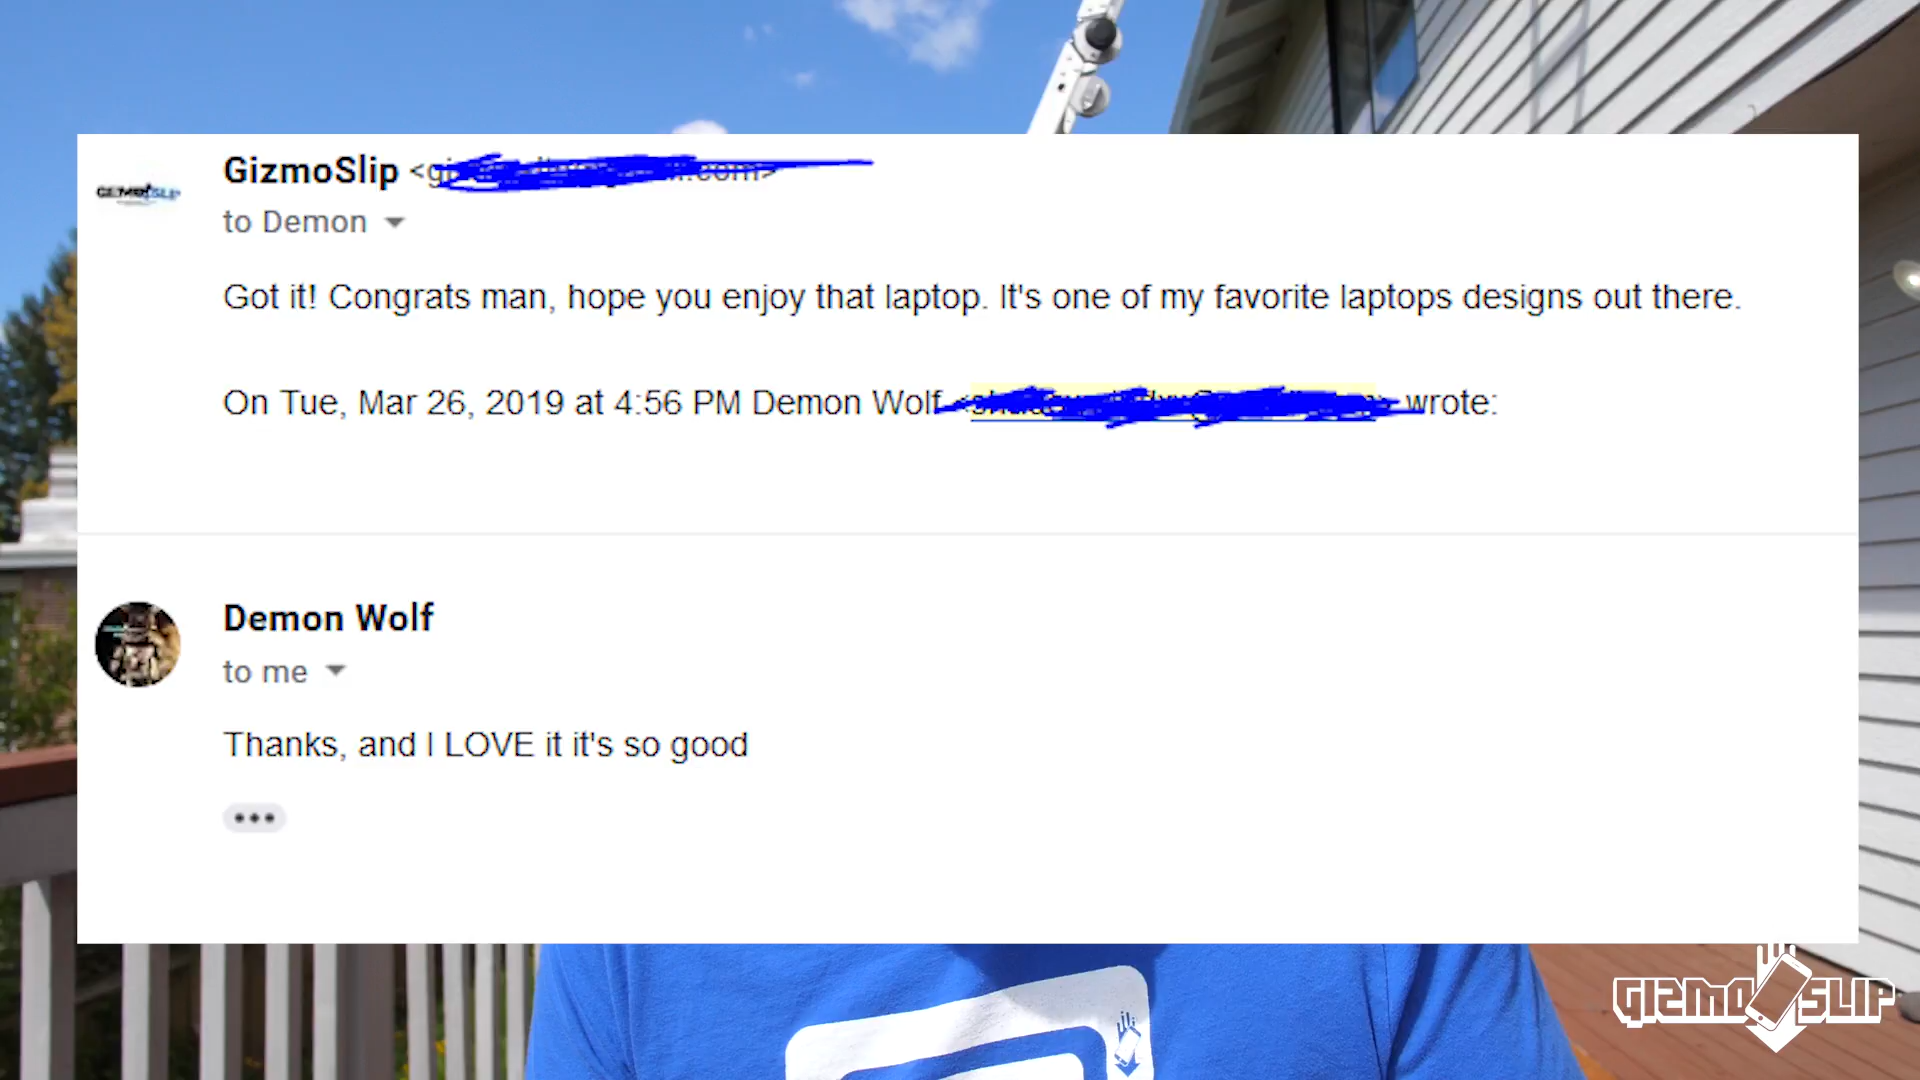 GizmoSlip
to Demon
Got it! Congrats man, hope you enjoy that laptop. It's one of my favorite laptops designs out there.
On Tue, Mar 26, 2019 at 4:56 PM Demon Wolf wrote:
Demon Wolf
to me
Thanks, and I LOVE it it's so good
GIZMOSLIP